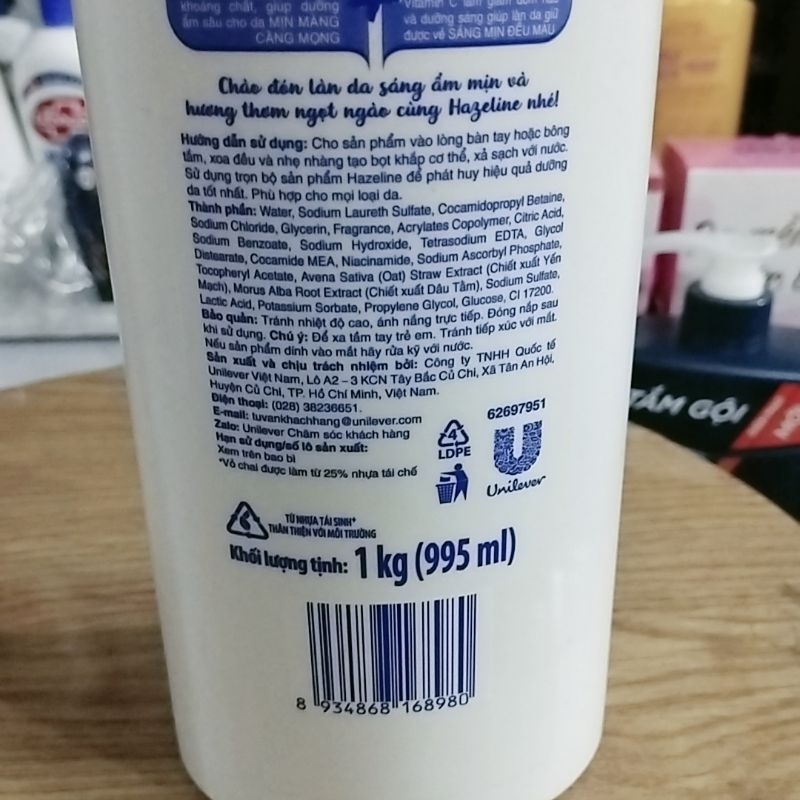 khoáng chất, giúp dưỡng
ẩm sâu cho da MỊN MÀNG
CĂNG MỌNG
*Vitamin C làm giảm đốm nâu
và dưỡng sáng giúp làn da giữ
được vẻ SÁNG MỊN ĐỀU MÀU
Chào đón làn da sáng ẩm mịn và
hương thơm ngọt ngào cùng Hazeline nhé!
Hướng dẫn sử dụng: Cho sản phẩm vào lòng bàn tay hoặc bông
tắm, xoa đều và nhẹ nhàng tạo bọt khắp cơ thể, xả sạch với nước.
Sử dụng trọn bộ sản phẩm Hazeline để phát huy hiệu quả dưỡng
da tốt nhất. Phù hợp cho mọi loại da.
Thành phần: Water, Sodium Laureth Sulfate, Cocamidopropyl Betaine,
Sodium Chloride, Glycerin, Fragrance, Acrylates Copolymer, Citric Acid,
Sodium Benzoate, Sodium Hydroxide, Tetrasodium EDTA, Glycol
Distearate, Cocamide MEA, Niacinamide, Sodium Ascorbyl Phosphate,
Tocopheryl Acetate, Avena Sativa (Oat) Straw Extract (Chiết xuất Yến
Mạch), Morus Alba Root Extract (Chiết xuất Dâu Tằm), Sodium Sulfate,
Lactic Acid, Potassium Sorbate, Propylene Glycol, Glucose, CI 17200.
Bảo quản: Tránh nhiệt độ cao, ánh nắng trực tiếp. Đóng nắp sau
khi sử dụng. Chú ý: Để xa tầm tay trẻ em. Tránh tiếp xúc với mắt.
Nếu sản phẩm dính vào mắt hãy rửa kỹ với nước.
Sản xuất và chịu trách nhiệm bởi: Công ty TNHH Quốc tế
Unilever Việt Nam, Lô A2 – 3 KCN Tây Bắc Củ Chi, Xã Tân An Hội,
Huyện Củ Chi, TP. Hồ Chí Minh, Việt Nam.
Điện thoại: (028) 38236651.
E-mail: tuvankhachhang@unilever.com
Zalo: Unilever Chăm sóc khách hàng
Hạn sử dụng/số lô sản xuất:
Xem trên bao bì
*Vỏ chai được làm từ 25% nhựa tái chế
4
LDPE
62697951
Unilever
TỪ NHỰA TÁI SINH*
THÂN THIỆN VỚI MÔI TRƯỜNG
Khối lượng tịnh: 1 kg (995 ml)
8 934868 168980
TẮM GỘI